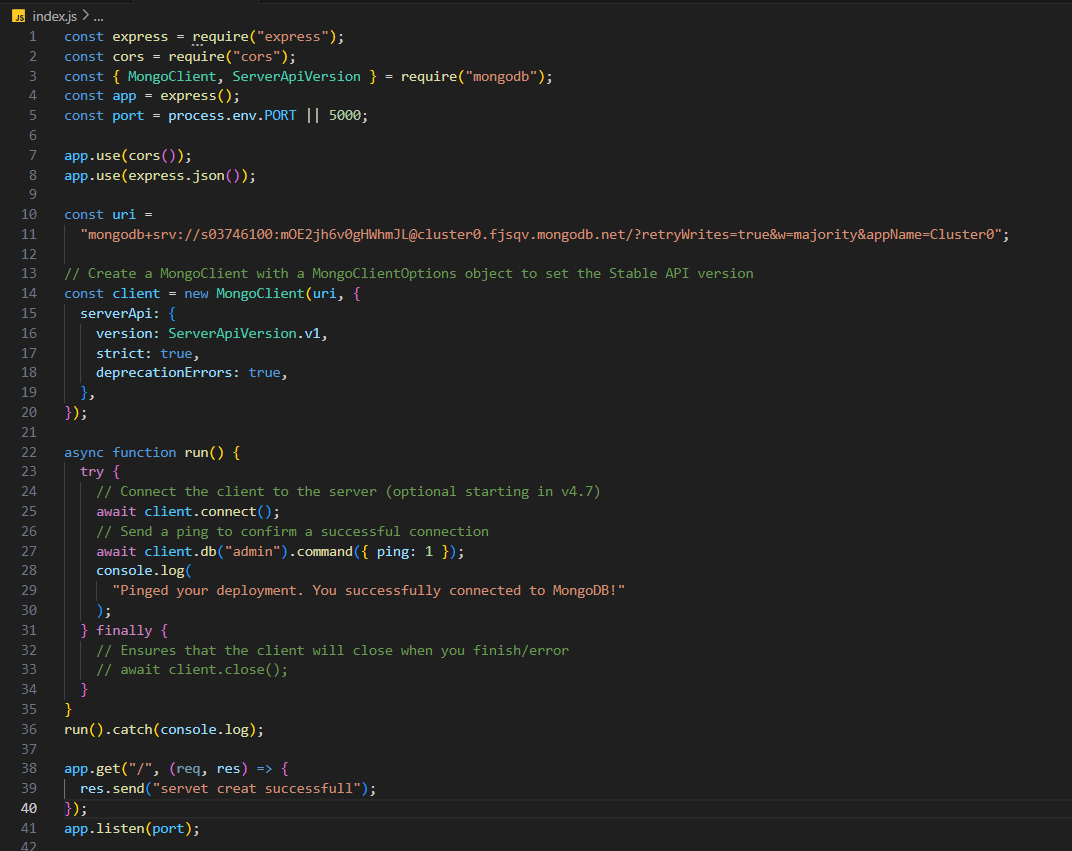 JS index.js > ...
1 const express = require("express");
2 const cors = require("cors");
3 const { MongoClient, ServerApiVersion } = require("mongodb");
4 const app = express();
5 const port = process.env.PORT || 5000;
6
7 app.use(cors());
8 app.use(express.json());
9
10 const uri =
11 "mongodb+srv://s03746100:mOE2jh6v0gHWhmJL@cluster0.fjsqv.mongodb.net/?retryWrites=true&w=majority&appName=Cluster0";
12
13 // Create a MongoClient with a MongoClientOptions object to set the Stable API version
14 const client = new MongoClient(uri, {
15 serverApi: {
16 version: ServerApiVersion.v1,
17 strict: true,
18 deprecationErrors: true,
19 },
20 });
21
22 async function run() {
23 try {
24 // Connect the client to the server (optional starting in v4.7)
25 await client.connect();
26 // Send a ping to confirm a successful connection
27 await client.db("admin").command({ ping: 1 });
28 console.log(
29 "Pinged your deployment. You successfully connected to MongoDB!"
30 );
31 } finally {
32 // Ensures that the client will close when you finish/error
33 // await client.close();
34 }
35 }
36 run().catch(console.log);
37
38 app.get("/", (req, res) => {
39 res.send("servet creat successfull");
40 });
41 app.listen(port);
42